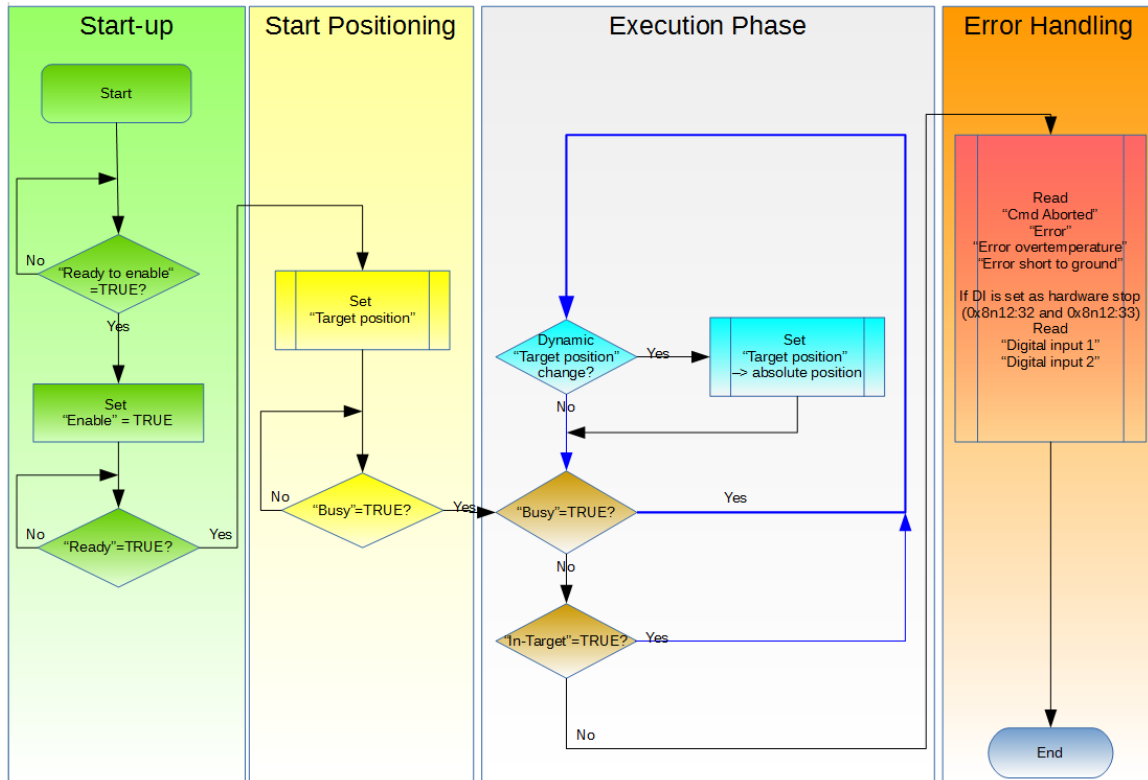 Start-up
Start
No
“Ready to enable“
=TRUE?
Yes
Set
“Enable” = TRUE
No
“Ready”=TRUE?
Yes
Start Positioning
Set
“Target position”
No
“Busy”=TRUE?
Yes
Execution Phase
Dynamic
“Target position”
change?
Yes
Set
“Target position”
–> absolute position
No
“Busy”=TRUE?
Yes
No
“In-Target”=TRUE?
Yes
No
Error Handling
Read
“Cmd Aborted”
“Error”
“Error overtemperature”
“Error short to ground”
If DI is set as hardware stop
(0x8n12:32 and 0x8n12:33)
Read
“Digital input 1”
“Digital input 2”
End